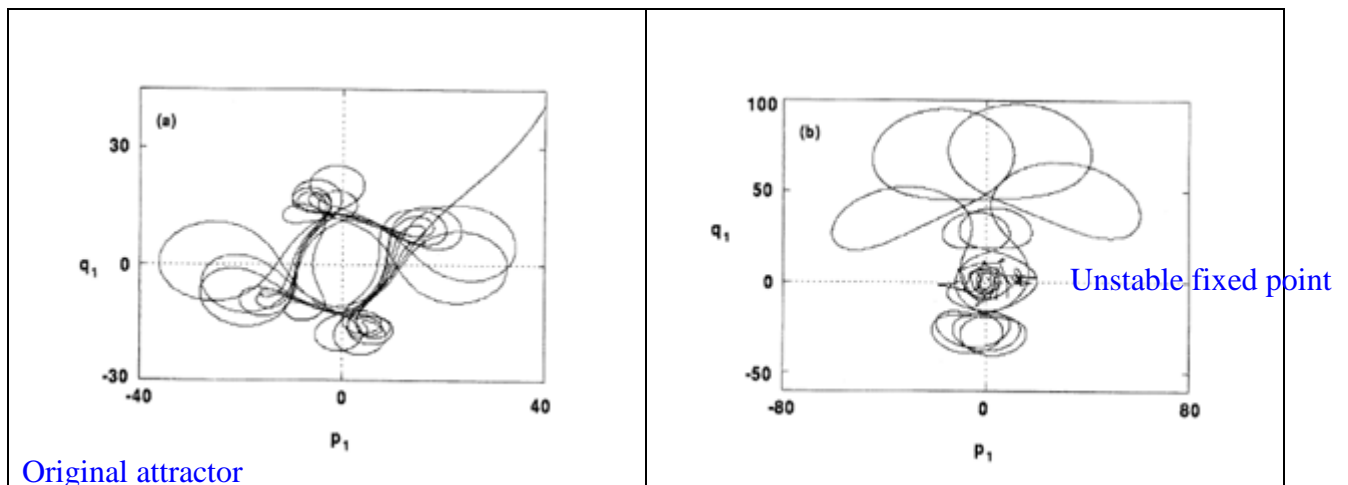 (a)
30
q1
0
-30
-40
0
40
p1
Original attractor
100
(b)
50
q1
0
Unstable fixed point
-50
-80
0
80
p1